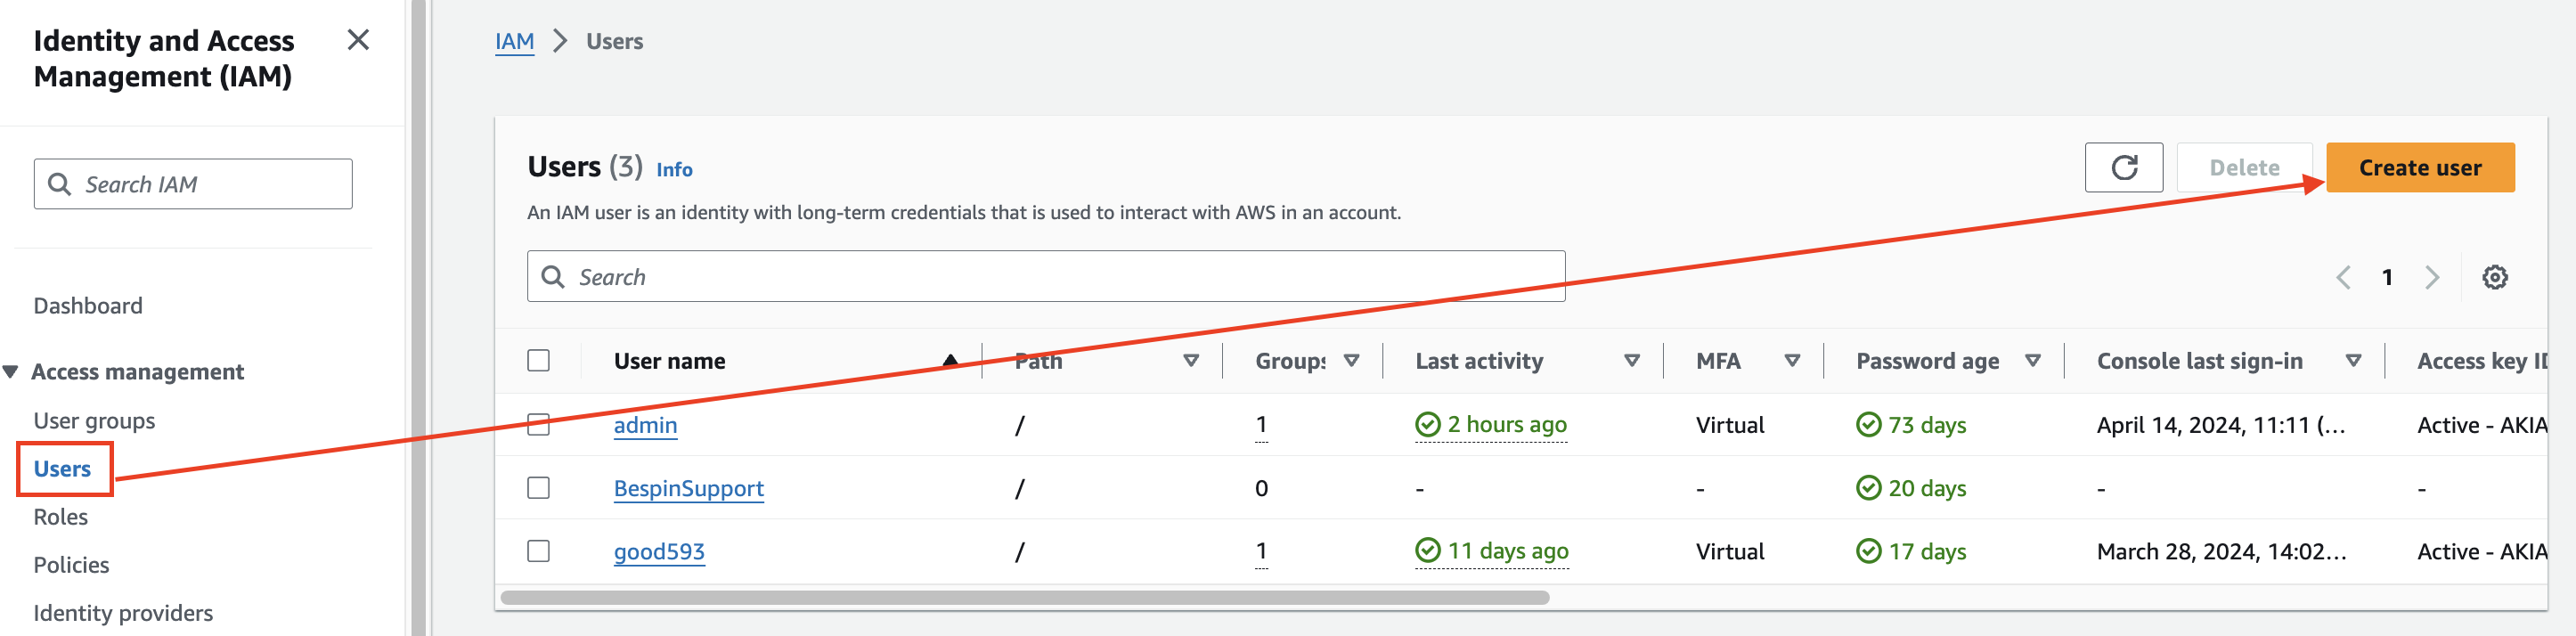 Identity and Access
Management (IAM)
Search IAM
Dashboard
Access management
User groups
Users
Roles
Policies
Identity providers
IAM > Users
Users (3) Info
Delete
Create user
An IAM user is an identity with long-term credentials that is used to interact with AWS in an account.
Search
1
User name Path Groups Last activity MFA Password age Console last sign-in Access key ID
admin / 1 2 hours ago Virtual 73 days April 14, 2024, 11:11 (... Active - AKIA
BespinSupport / 0 - - 20 days - -
good593 / 1 11 days ago Virtual 17 days March 28, 2024, 14:02... Active - AKIA